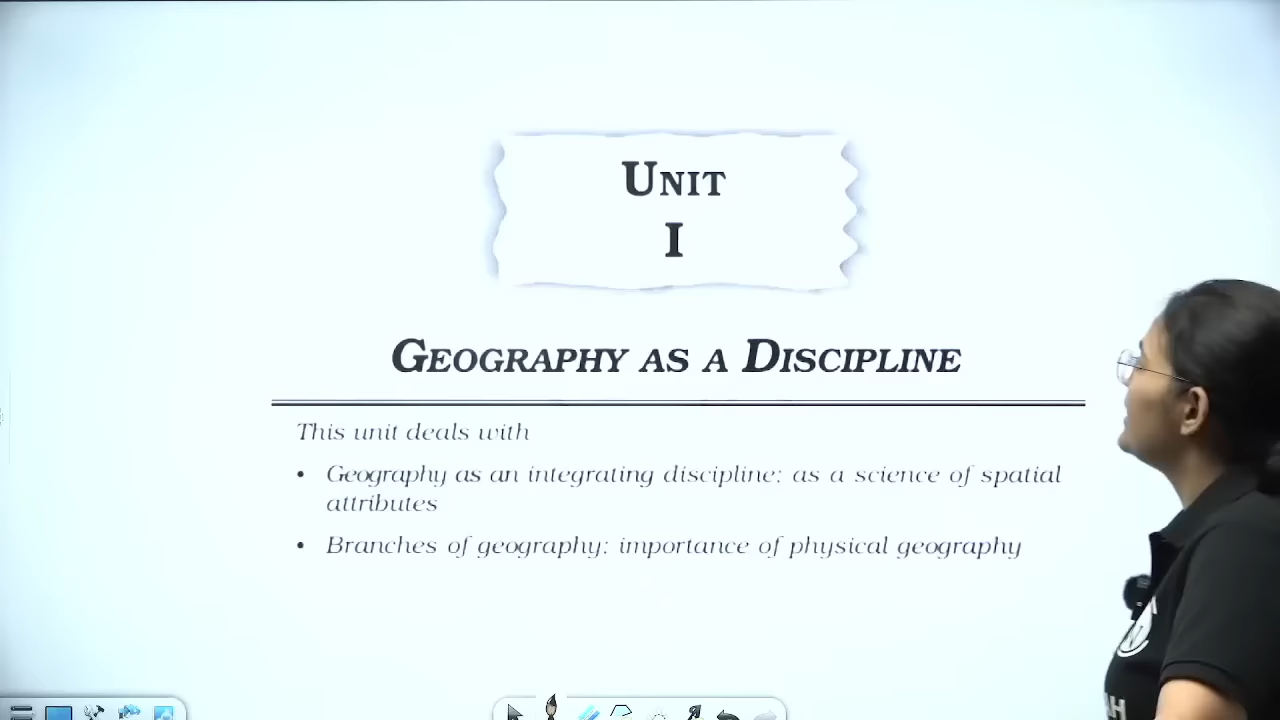 UNIT
I
GEOGRAPHY AS A DISCIPLINE
This unit deals with
• Geography as an integrating discipline; as a science of spatial
attributes
• Branches of geography; importance of physical geography